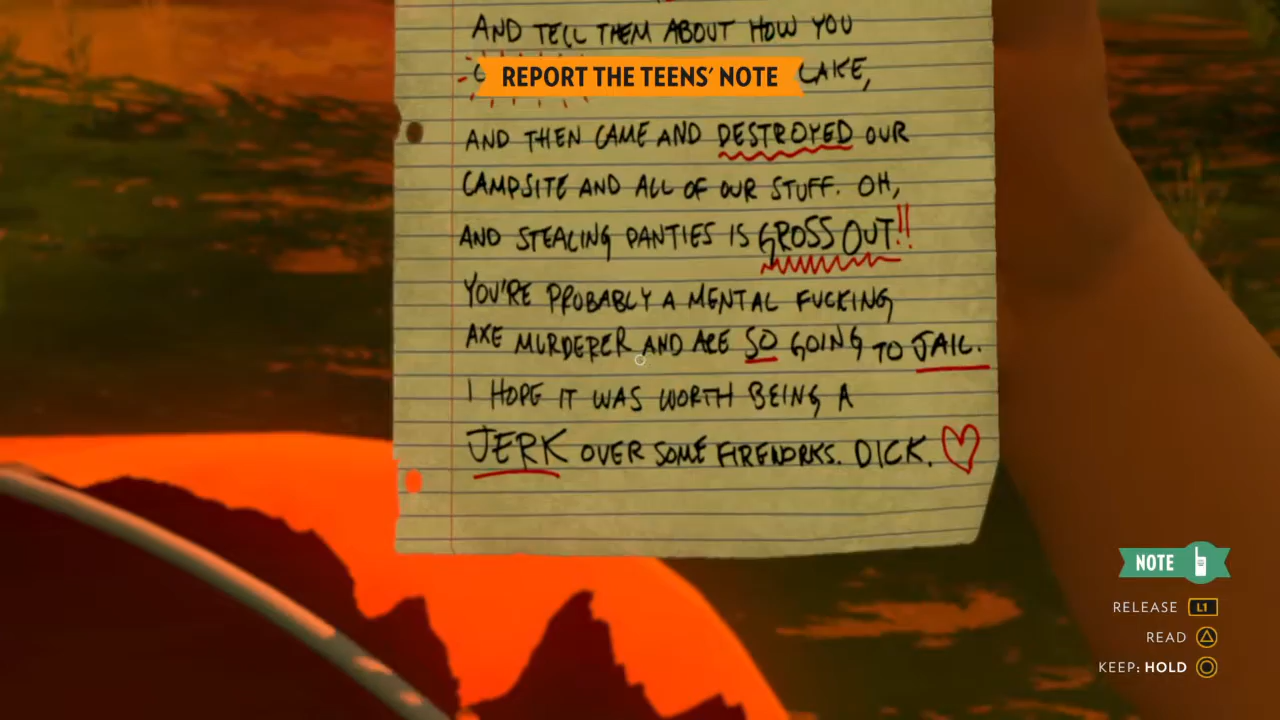 AND TELL THEM ABOUT HOW YOU
REPORT THE TEENS' NOTE
LAKE,
AND THEN CAME AND DESTROYED OUR
CAMPSITE AND ALL OF OUR STUFF. OH,
AND STEALING PANTIES IS GROSS OUT!!
YOU'RE PROBABLY A MENTAL FUCKING
AXE MURDERER AND ARE SO GOING TO JAIL.
I HOPE IT WAS WORTH BEING A
JERK OVER SOME FIREWORKS. DICK.
NOTE
RELEASE L1
READ
KEEP: HOLD